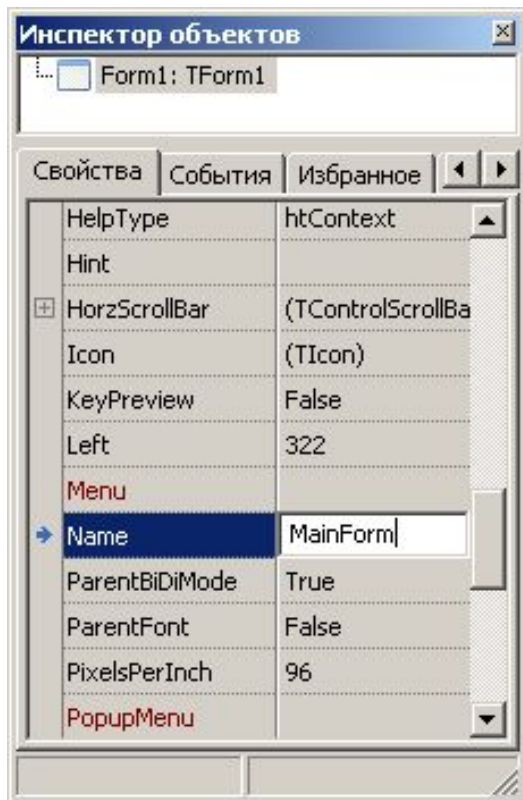 Инспектор объектов
Form1: TForm1
Свойства События Избранное
HelpType htContext
Hint
HorzScrollBar (TControlScrollBa
Icon (TIcon)
KeyPreview False
Left 322
Menu
Name MainForm
ParentBiDiMode True
ParentFont False
PixelsPerInch 96
PopupMenu